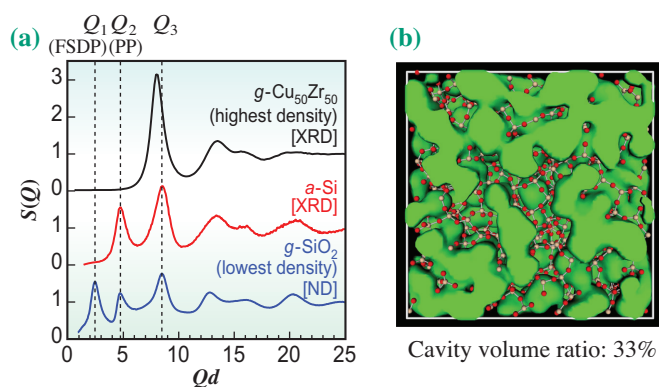 (a)
Q1 Q2 Q3
(FSDP)(PP)
3
2
1
0
1
0
1
0
S(Q)
g-Cu50Zr50
(highest density)
[XRD]
a-Si
[XRD]
g-SiO2
(lowest density)
[ND]
0 5 10 15 20 25
Qd
(b)
Cavity volume ratio: 33%